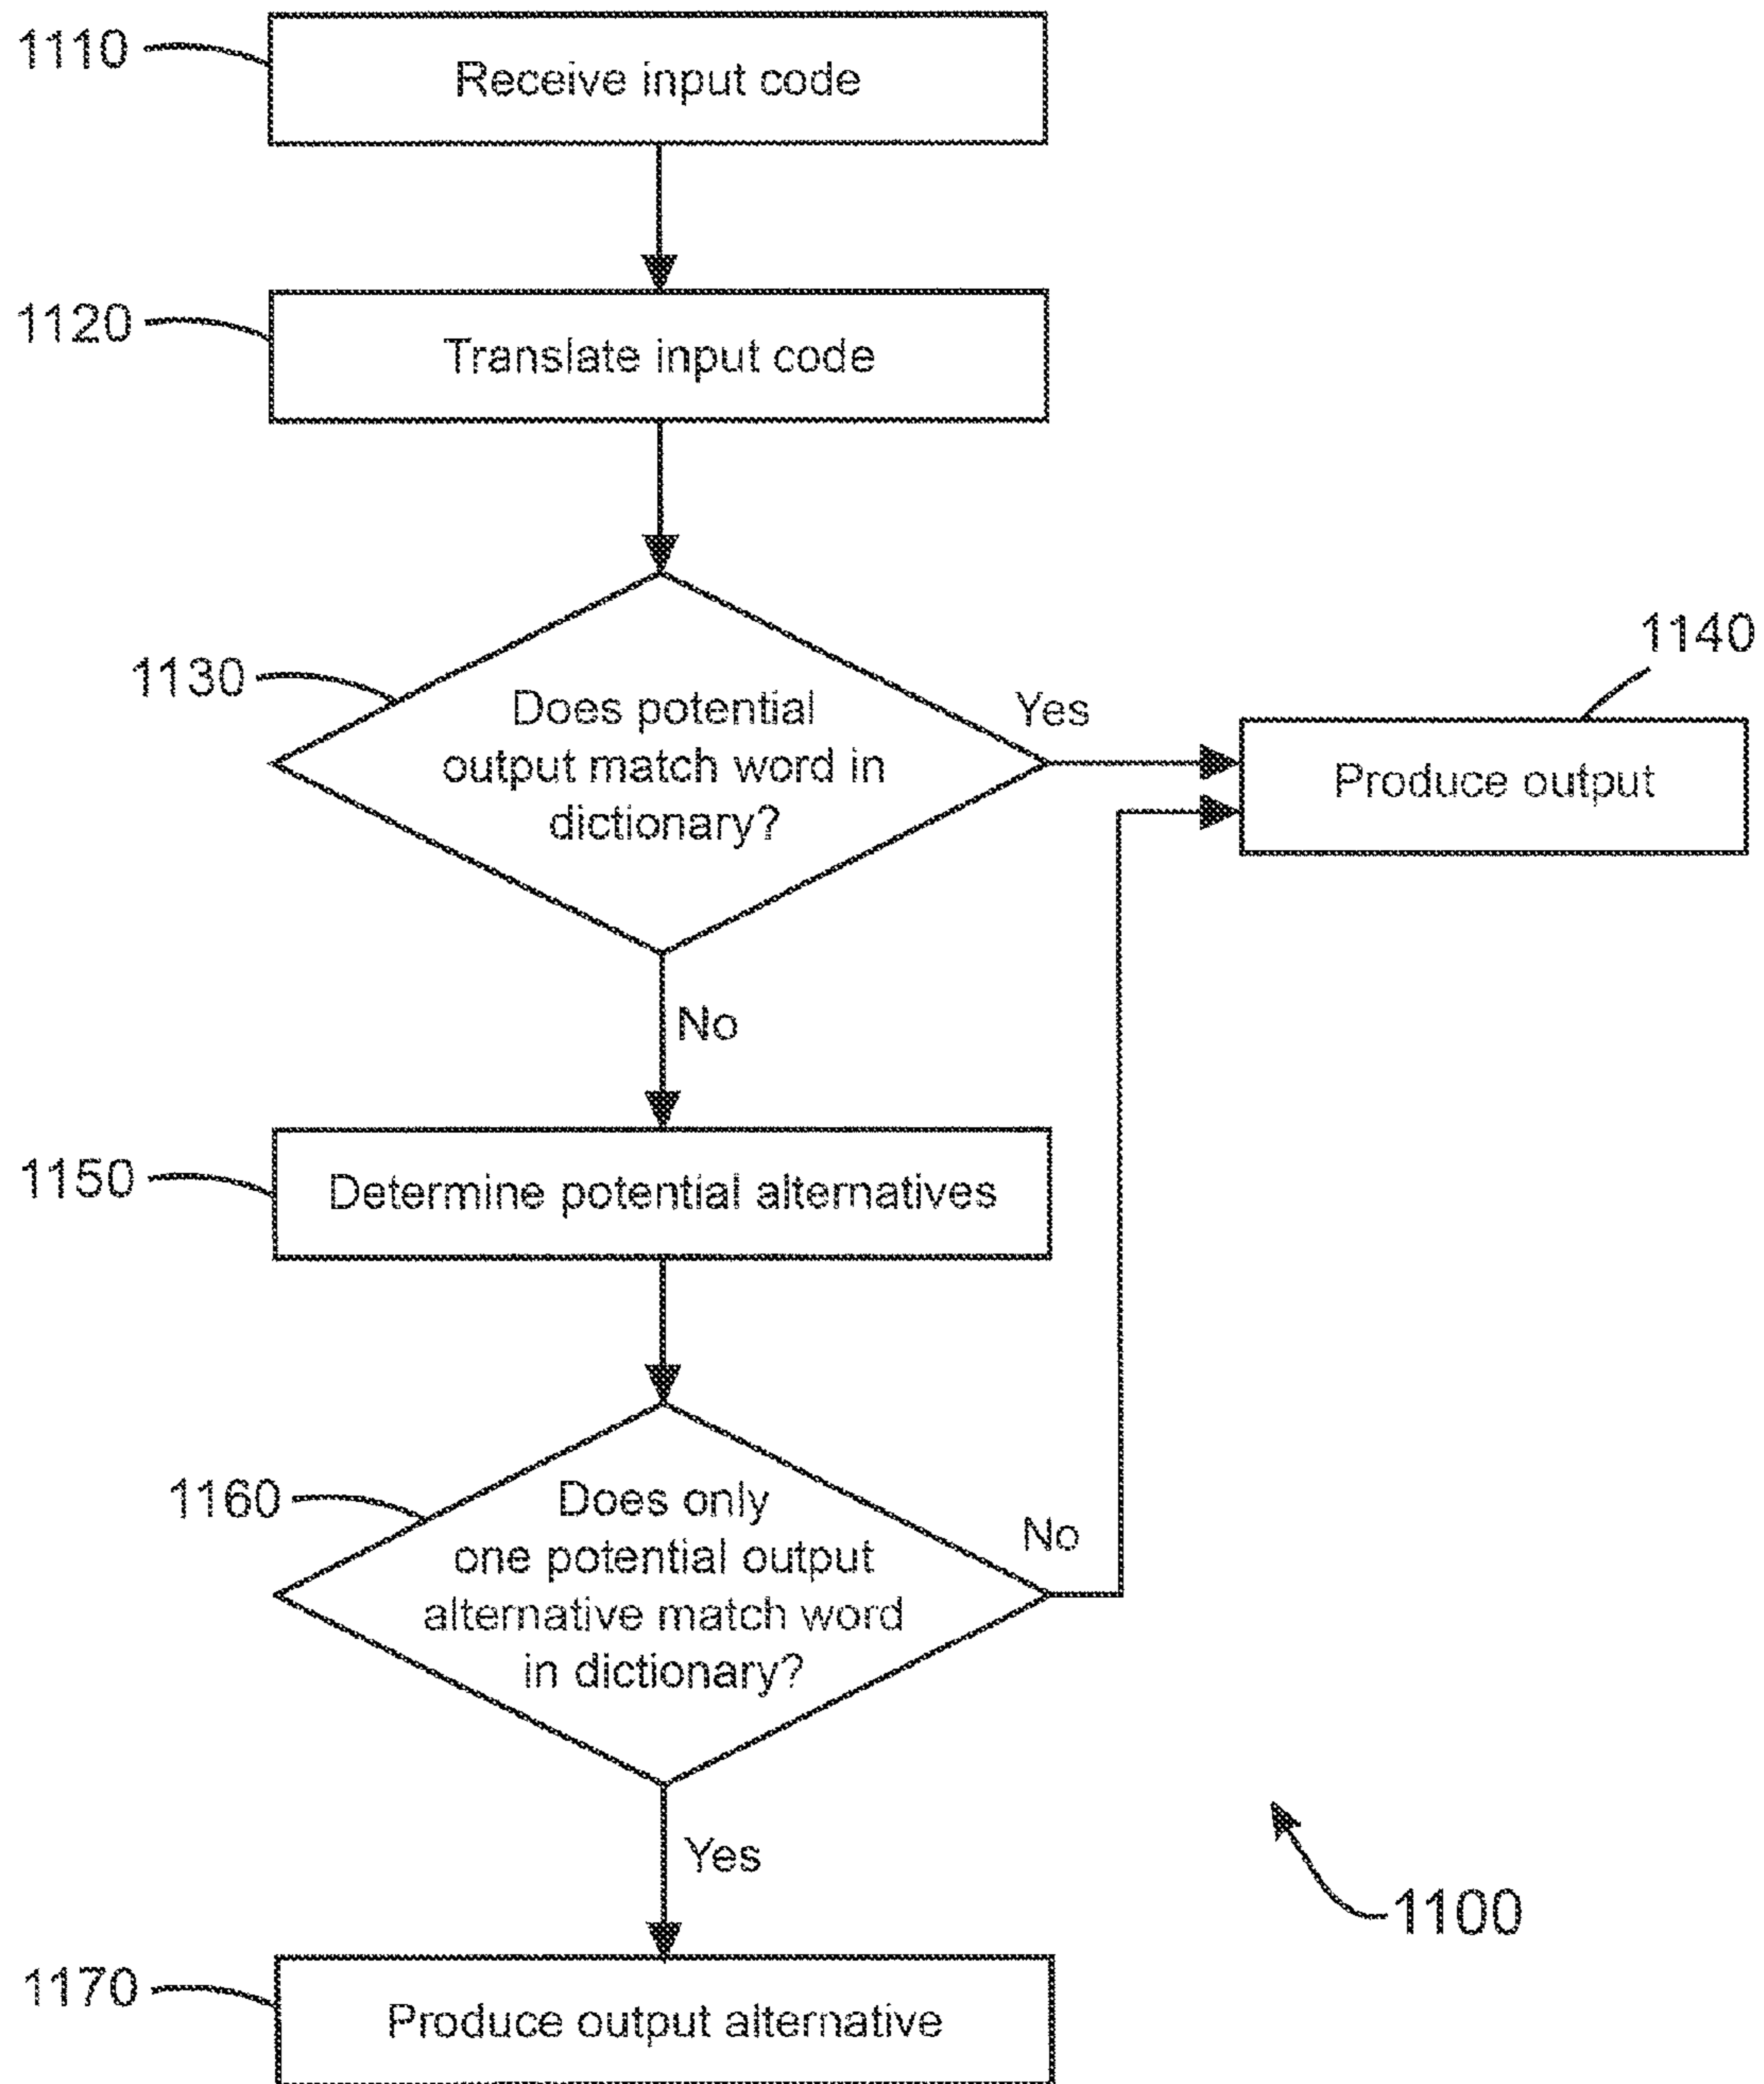 1110
Receive input code
1120
Translate input code
1130
Does potential
output match word in
dictionary?
Yes
1140
Produce output
No
1150
Determine potential alternatives
1160
Does only
one potential output
alternative match word
in dictionary?
No
Yes
1100
1170
Produce output alternative